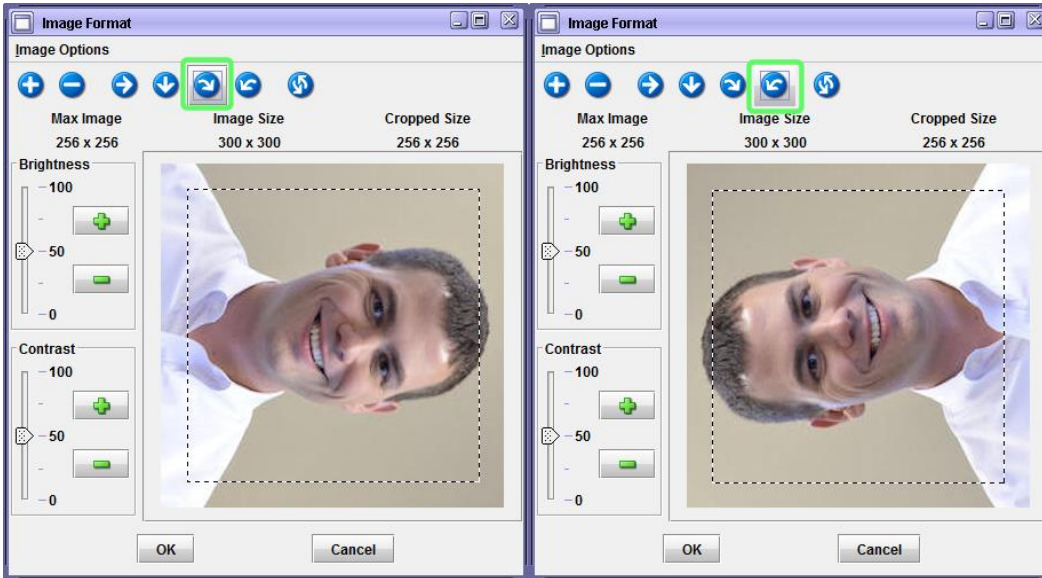 Image Format
Image Options
Max Image Image Size Cropped Size
256 x 256 300 x 300 256 x 256
Brightness
100
50
0
Contrast
100
50
0
OK Cancel
Image Format
Image Options
Max Image Image Size Cropped Size
256 x 256 300 x 300 256 x 256
Brightness
100
50
0
Contrast
100
50
0
OK Cancel